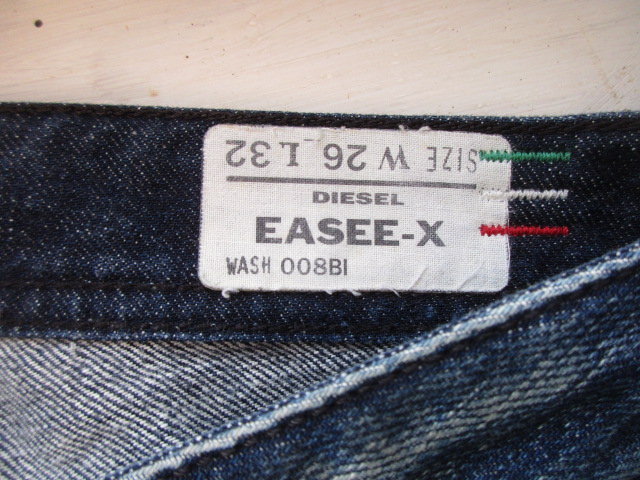 SIZE W 26 L 32
DIESEL
EASEE-X
WASH 008BI